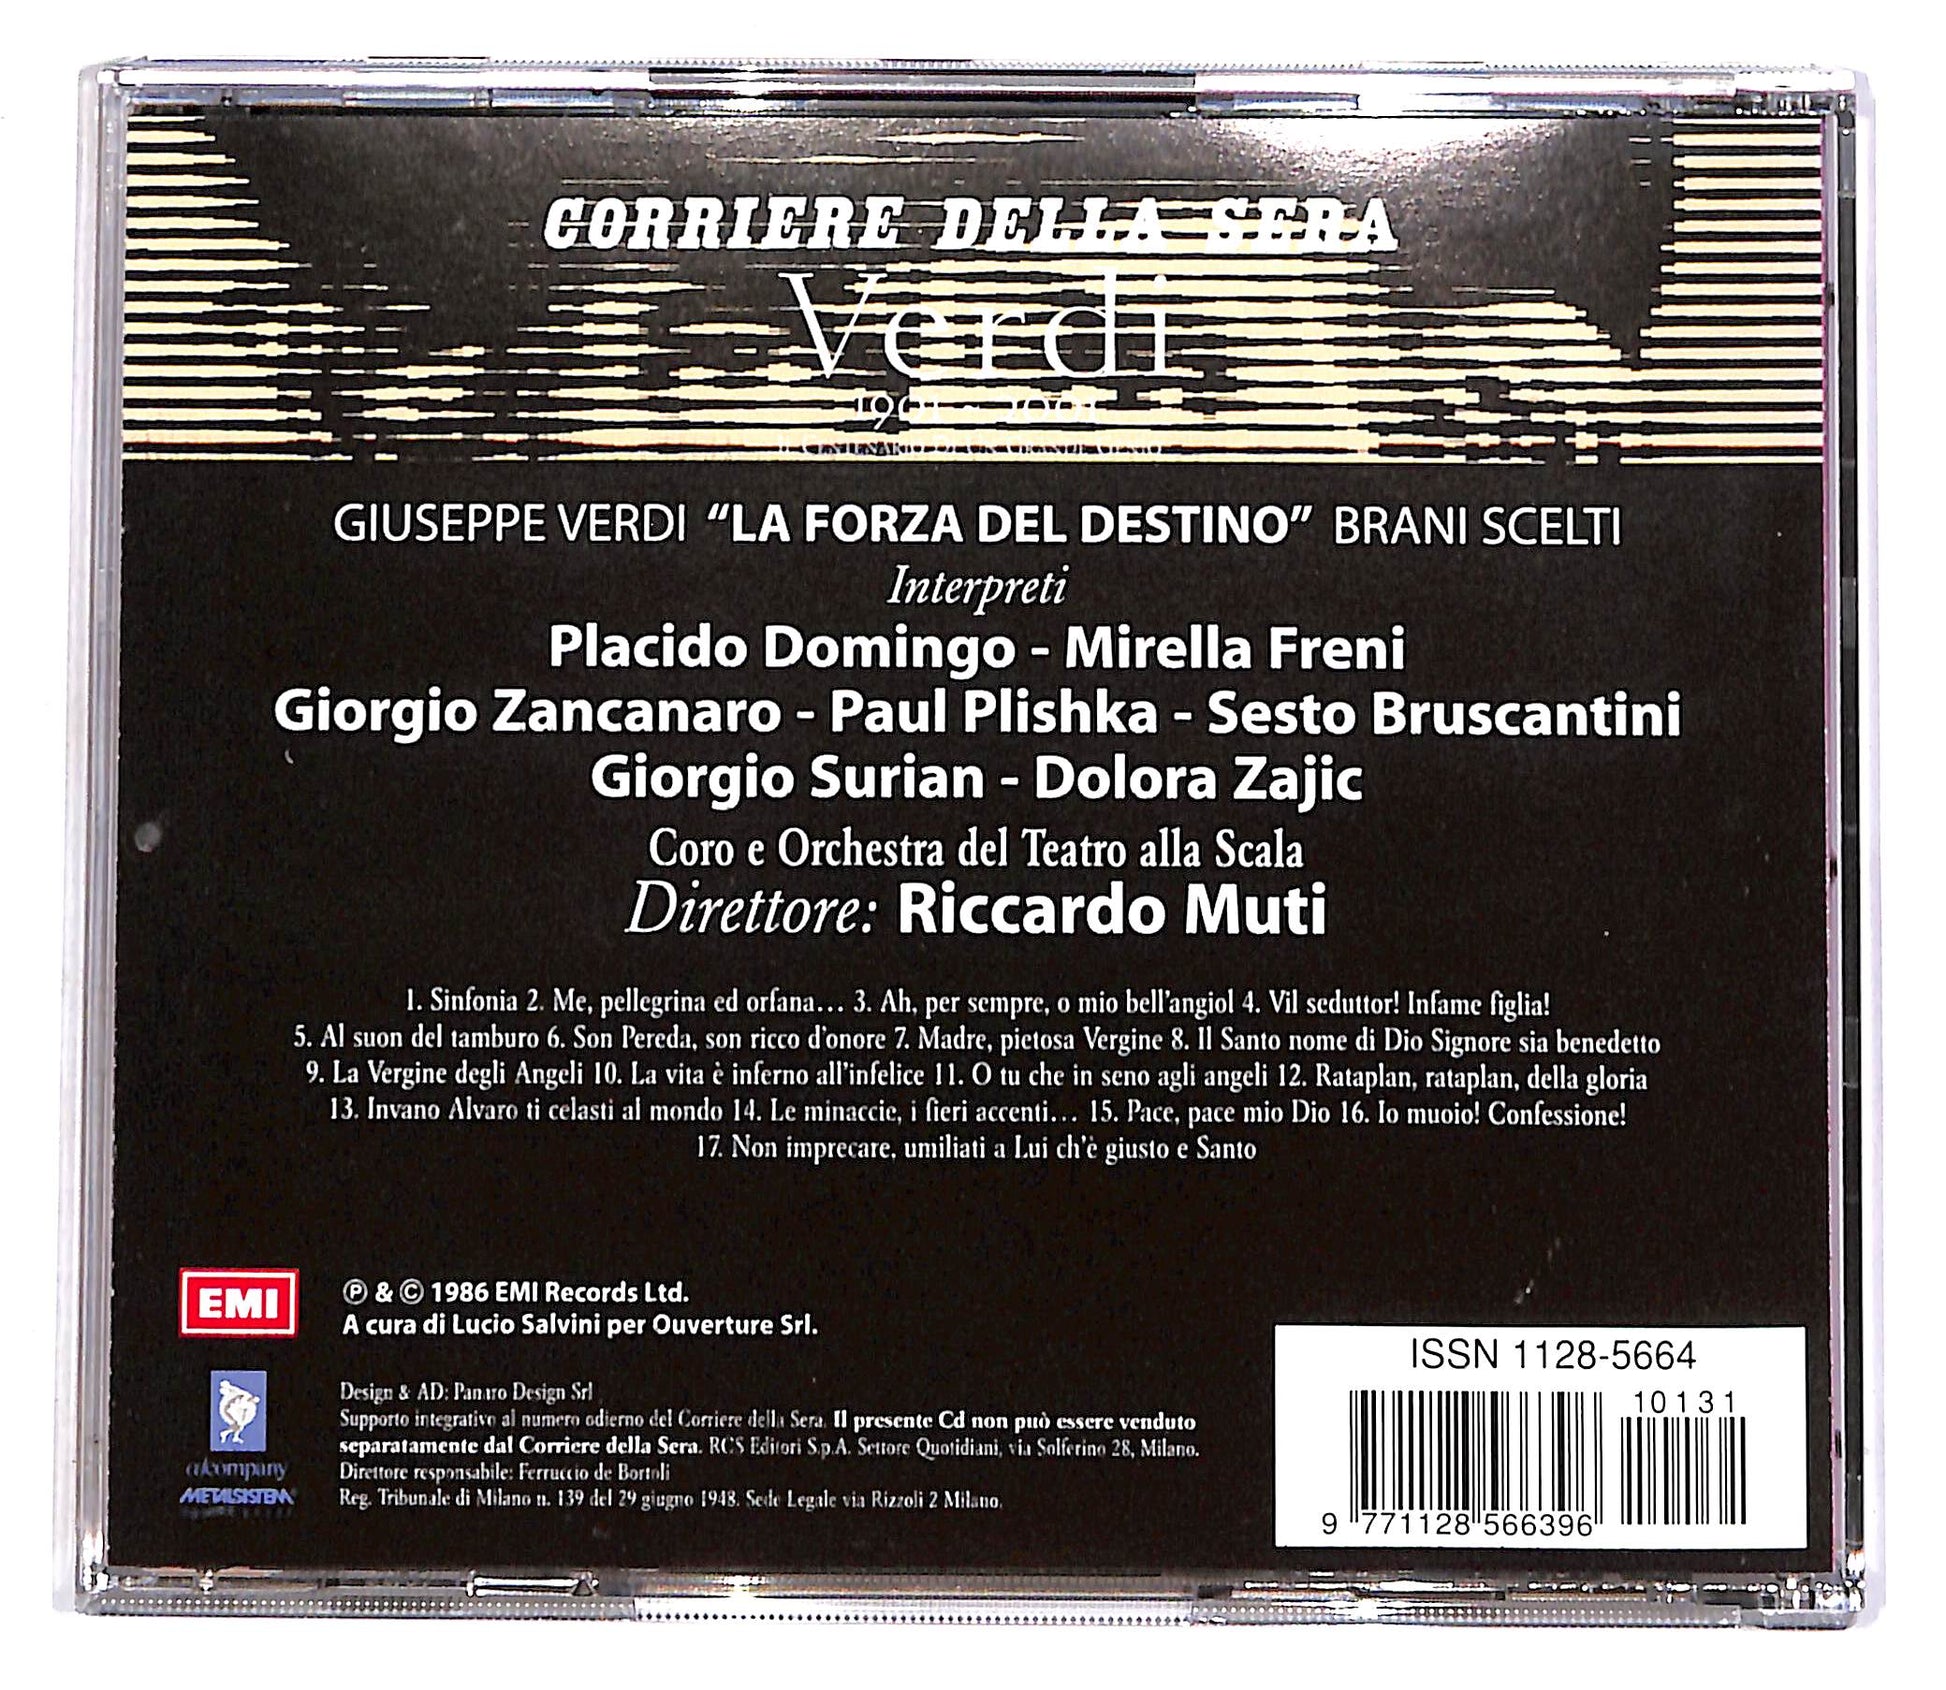 CORRIERE DELLA SERA
Verdi
1901 ~ 2001
IL CENTENARIO DI UN GRANDE GENIO
GIUSEPPE VERDI "LA FORZA DEL DESTINO" BRANI SCELTI
Interpreti
Placido Domingo - Mirella Freni
Giorgio Zancanaro - Paul Plishka - Sesto Bruscantini
Giorgio Surian - Dolora Zajic
Coro e Orchestra del Teatro alla Scala
Direttore: Riccardo Muti
1. Sinfonia 2. Me, pellegrina ed orfana... 3. Ah, per sempre, o mio bell'angiol 4. Vil seduttor! Infame figlia!
5. Al suon del tamburo 6. Son Pereda, son ricco d'onore 7. Madre, pietosa Vergine 8. Il Santo nome di Dio Signore sia benedetto
9. La Vergine degli Angeli 10. La vita è inferno all'infelice 11. O tu che in seno agli angeli 12. Rataplan, rataplan, della gloria
13. Invano Alvaro ti celasti al mondo 14. Le minaccie, i fieri accenti... 15. Pace, pace mio Dio 16. Io muoio! Confessione!
17. Non imprecare, umiliati a Lui ch'è giusto e Santo
EMI
℗ & © 1986 EMI Records Ltd.
A cura di Lucio Salvini per Ouverture Srl.
Design & AD: Panaro Design Srl
Supporto integrativo al numero odierno del Corriere della Sera. Il presente Cd non può essere venduto
separatamente dal Corriere della Sera. RCS Editori S.p.A. Settore Quotidiani, via Solferino 28, Milano.
Direttore responsabile: Ferruccio de Bortoli
Reg. Tribunale di Milano n. 139 del 29 giugno 1948. Sede Legale via Rizzoli 2 Milano.
a company
METALSISTEM
ISSN 1128-5664
10131
9 771128 566396